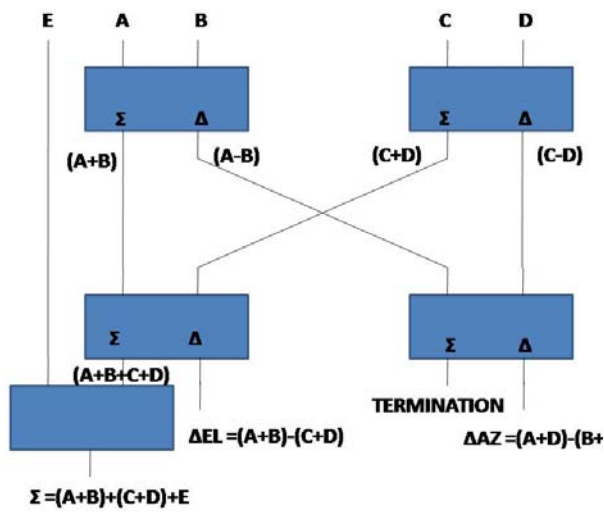 E A B C D
Σ Δ Σ Δ
(A+B) (A−B) (C+D) (C-D)
Σ Δ Σ Δ
(A+B+C+D)
TERMINATION
ΔEL =(A+B)-(C+D) ΔAZ=(A+D)-(B+
Σ =(A+B)+(C+D)+E